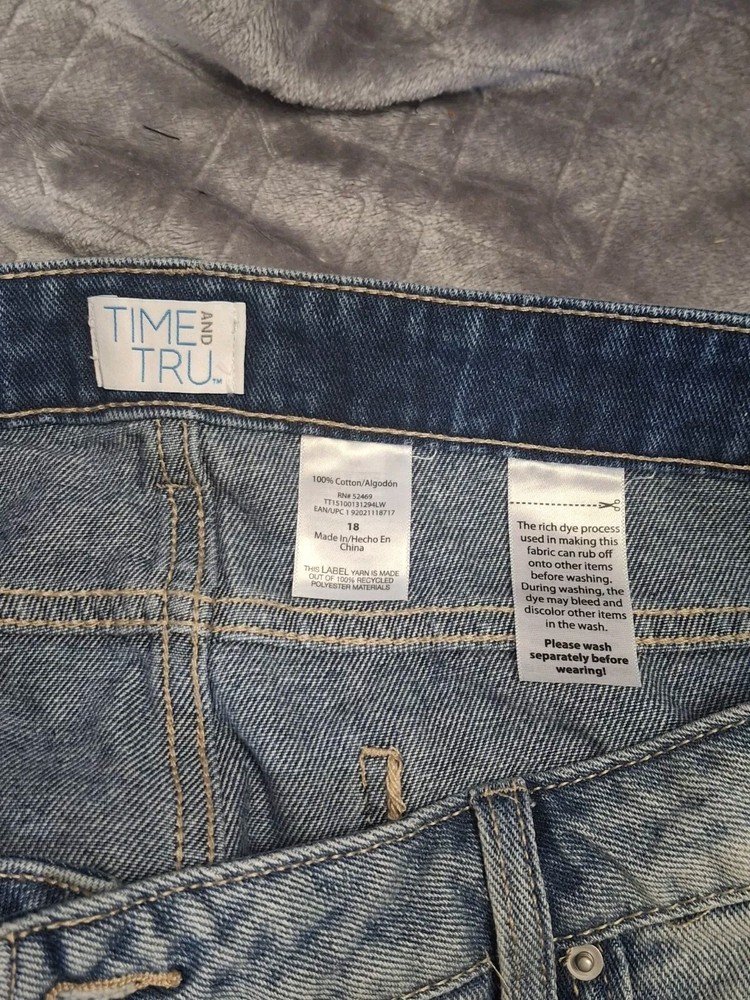 TIME AND
TRU™
100% Cotton/Algodón
RN# 52469
TT15100131294LW
EAN/UPC 192021118717
18
Made In/Hecho En
China
THIS LABEL YARN IS MADE
OUT OF 100% RECYCLED
POLYESTER MATERIALS
The rich dye process
used in making this
fabric can rub off
onto other items
before washing.
During washing, the
dye may bleed and
discolor other items
in the wash.
Please wash
separately before
wearing!